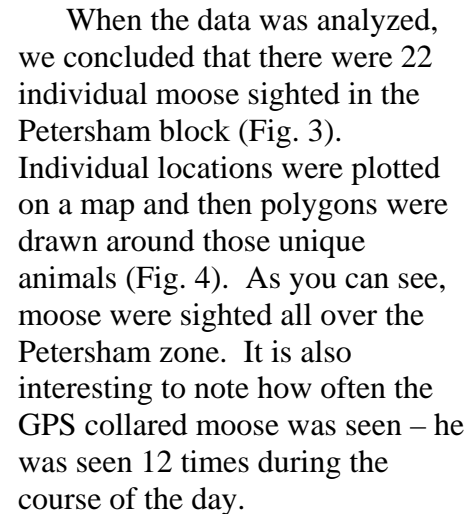 When the data was analyzed,
we concluded that there were 22
individual moose sighted in the
Petersham block (Fig. 3).
Individual locations were plotted
on a map and then polygons were
drawn around those unique
animals (Fig. 4).  As you can see,
moose were sighted all over the
Petersham zone.  It is also
interesting to note how often the
GPS collared moose was seen – he
was seen 12 times during the
course of the day.